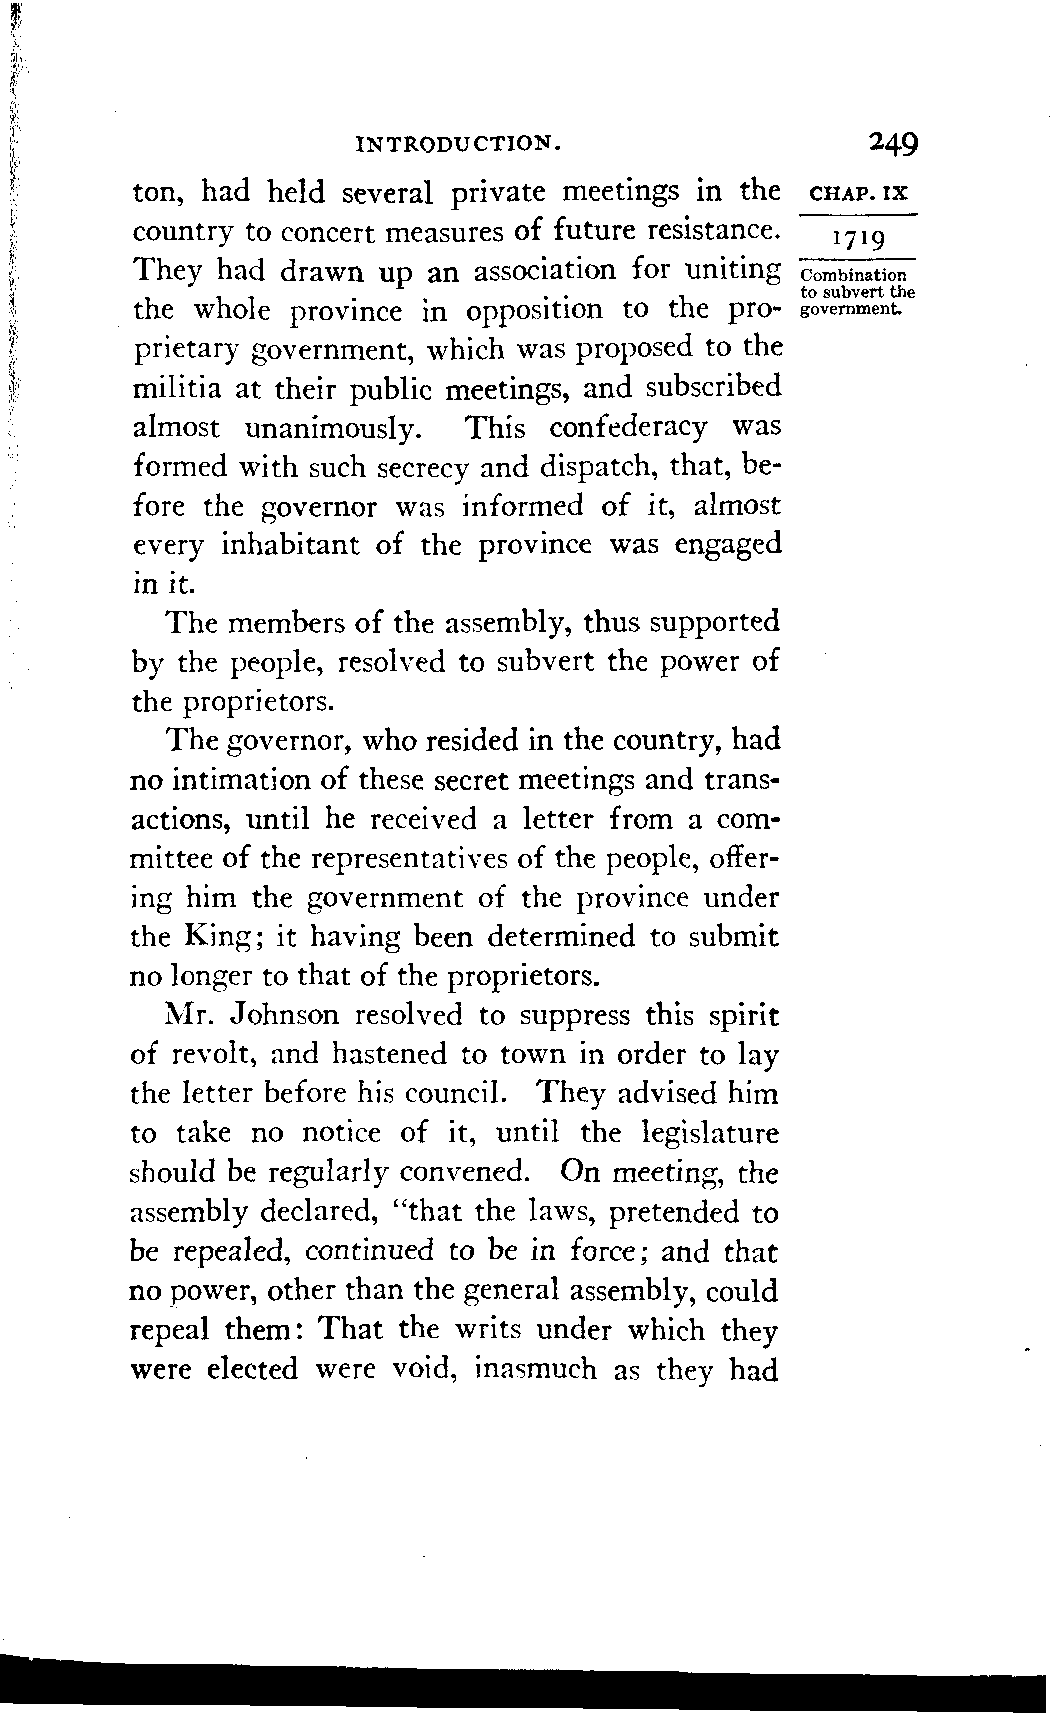 INTRODUCTION. 249
ton, had held several private meetings in the
country to concert measures of future resistance.
They had drawn up an association for uniting
the whole province in opposition to the pro-
prietary government, which was proposed to the
militia at their public meetings, and subscribed
almost unanimously. This confederacy was
formed with such secrecy and dispatch, that, be-
fore the governor was informed of it, almost
every inhabitant of the province was engaged
in it.
The members of the assembly, thus supported
by the people, resolved to subvert the power of
the proprietors.
The governor, who resided in the country, had
no intimation of these secret meetings and trans-
actions, until he received a letter from a com-
mittee of the representatives of the people, offer-
ing him the government of the province under
the King; it having been determined to submit
no longer to that of the proprietors.
Mr. Johnson resolved to suppress this spirit
of revolt, and hastened to town in order to lay
the letter before his council. They advised him
to take no notice of it, until the legislature
should be regularly convened. On meeting, the
assembly declared, "that the laws, pretended to
be repealed, continued to be in force; and that
no power, other than the general assembly, could
repeal them: That the writs under which they
were elected were void, inasmuch as they had
CHAP. IX
1719
Combination
to subvert the
government.